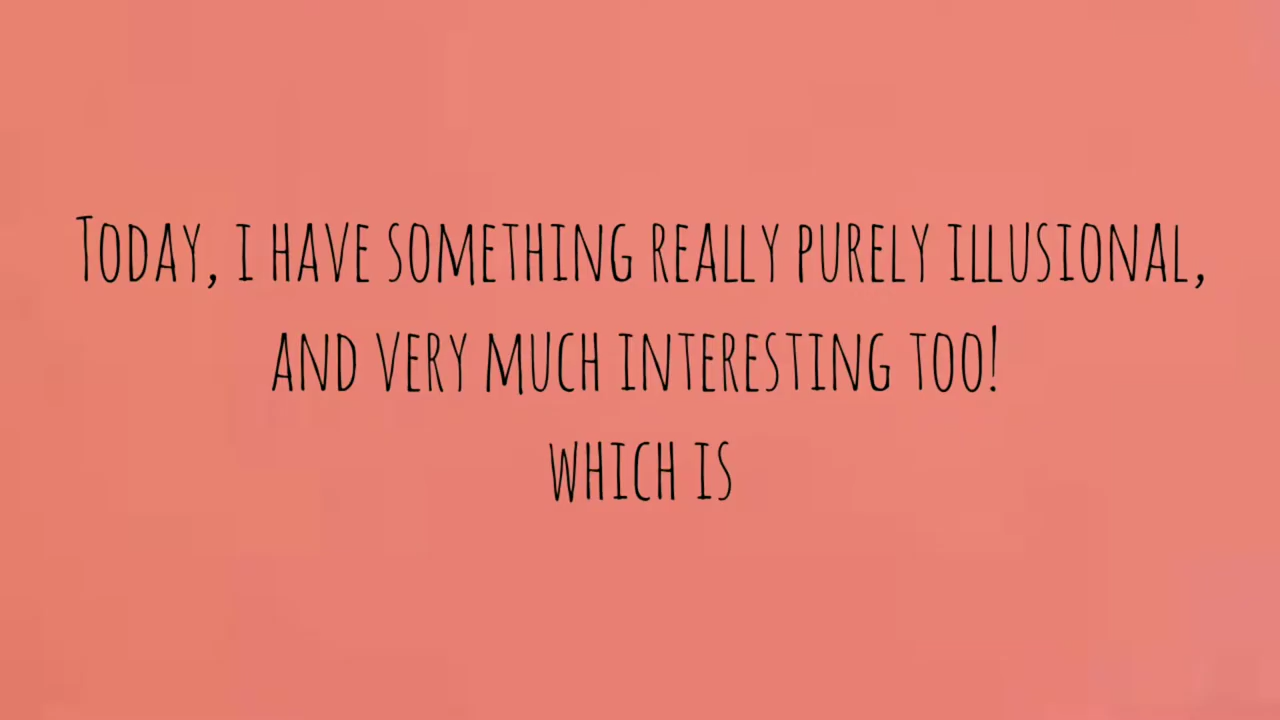 Today, i have something really purely illusional,
and very much interesting too!
which is